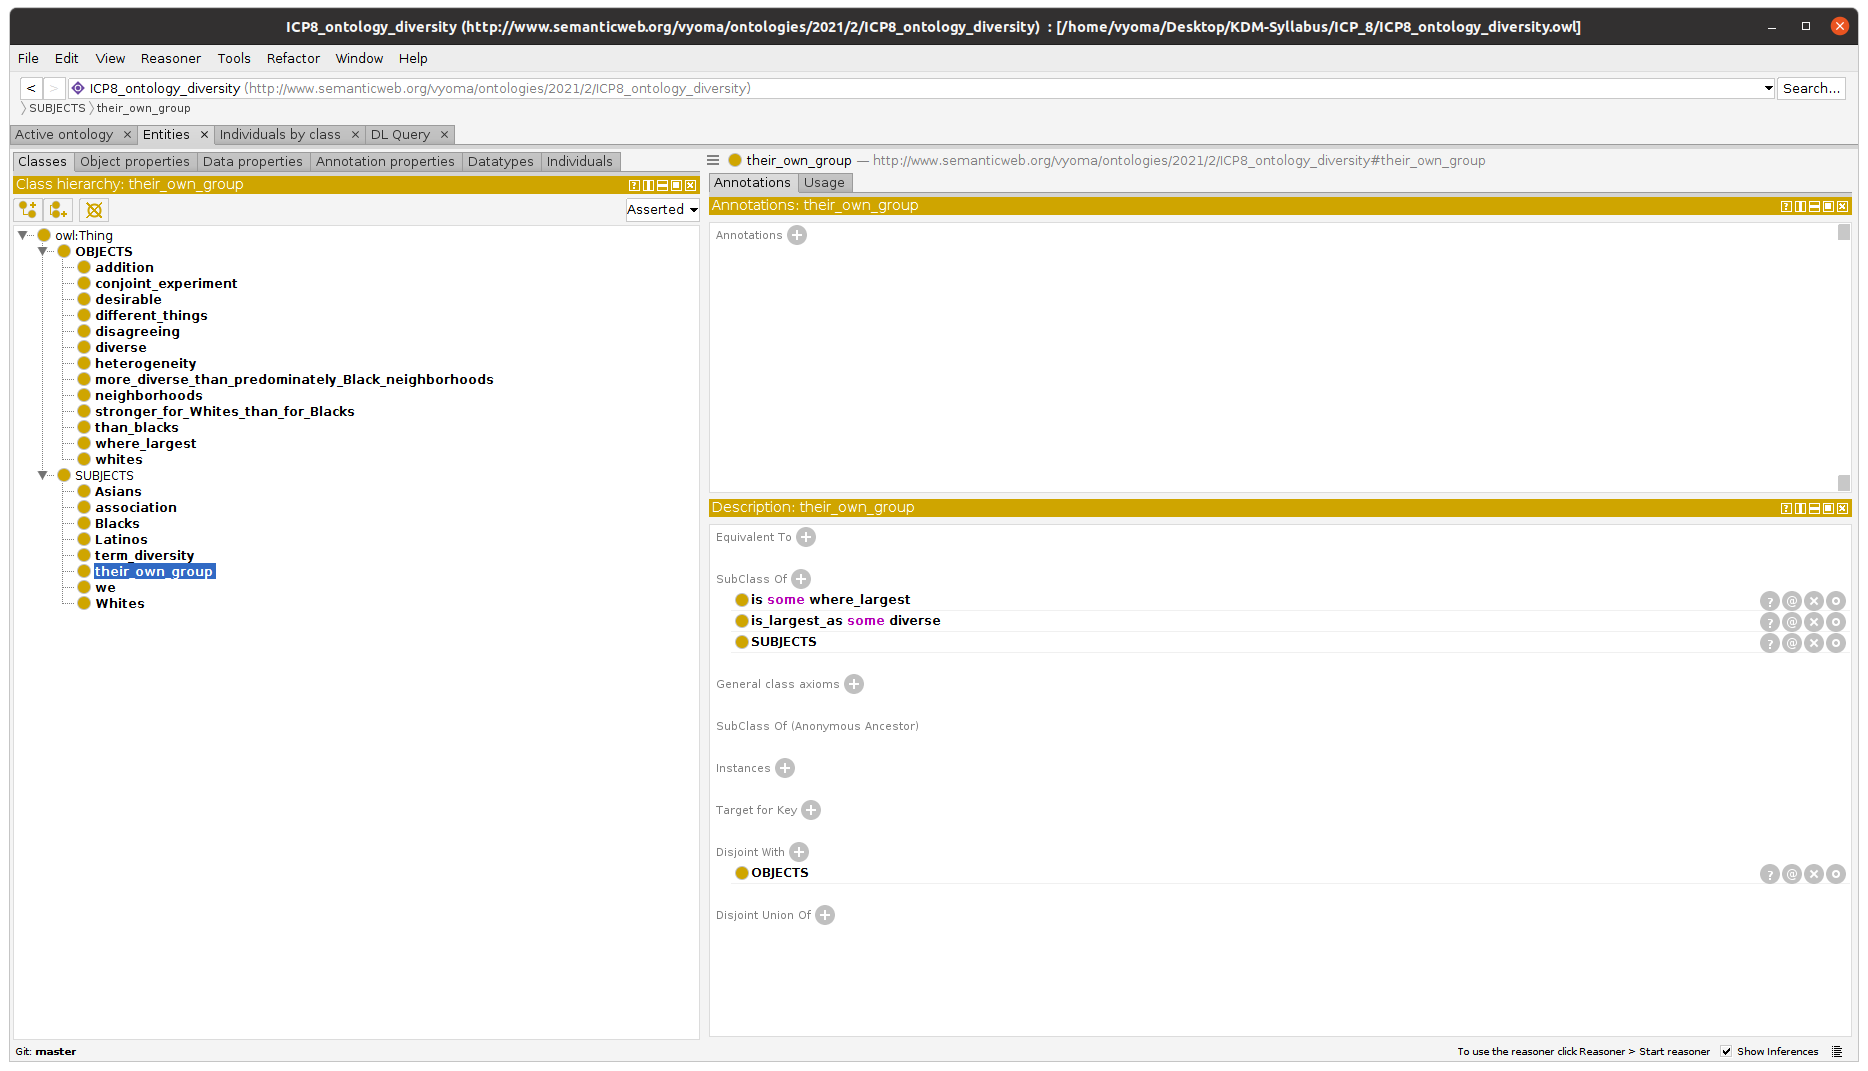 ICP8_ontology_diversity (http://www.semanticweb.org/vyoma/ontologies/2021/2/ICP8_ontology_diversity) : [/home/vyoma/Desktop/KDM-Syllabus/ICP_8/ICP8_ontology_diversity.owl]
File Edit View Reasoner Tools Refactor Window Help
< > ICP8_ontology_diversity (http://www.semanticweb.org/vyoma/ontologies/2021/2/ICP8_ontology_diversity) Search...
SUBJECTS their_own_group
Active ontology × Entities × Individuals by class × DL Query ×
Classes Object properties Data properties Annotation properties Datatypes Individuals
Class hierarchy: their_own_group
Asserted
owl:Thing
OBJECTS
addition
conjoint_experiment
desirable
different_things
disagreeing
diverse
heterogeneity
more_diverse_than_predominately_Black_neighborhoods
neighborhoods
stronger_for_Whites_than_for_Blacks
than_blacks
where_largest
whites
SUBJECTS
Asians
association
Blacks
Latinos
term_diversity
their_own_group
we
Whites
their_own_group — http://www.semanticweb.org/vyoma/ontologies/2021/2/ICP8_ontology_diversity#their_own_group
Annotations Usage
Annotations: their_own_group
Annotations
Description: their_own_group
Equivalent To
SubClass Of
is some where_largest
is_largest_as some diverse
SUBJECTS
General class axioms
SubClass Of (Anonymous Ancestor)
Instances
Target for Key
Disjoint With
OBJECTS
Disjoint Union Of
Git: master
To use the reasoner click Reasoner > Start reasoner Show Inferences